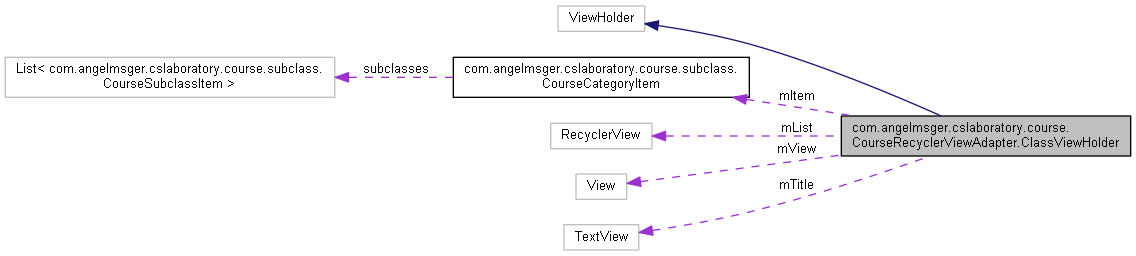 ViewHolder
List< com.angelmsger.cslaboratory.course.subclass.
CourseSubclassItem >
subclasses
com.angelmsger.cslaboratory.course.subclass.
CourseCategoryItem
mItem
RecyclerView
mList
com.angelmsger.cslaboratory.course.
CourseRecyclerViewAdapter.ClassViewHolder
mView
View
mTitle
TextView